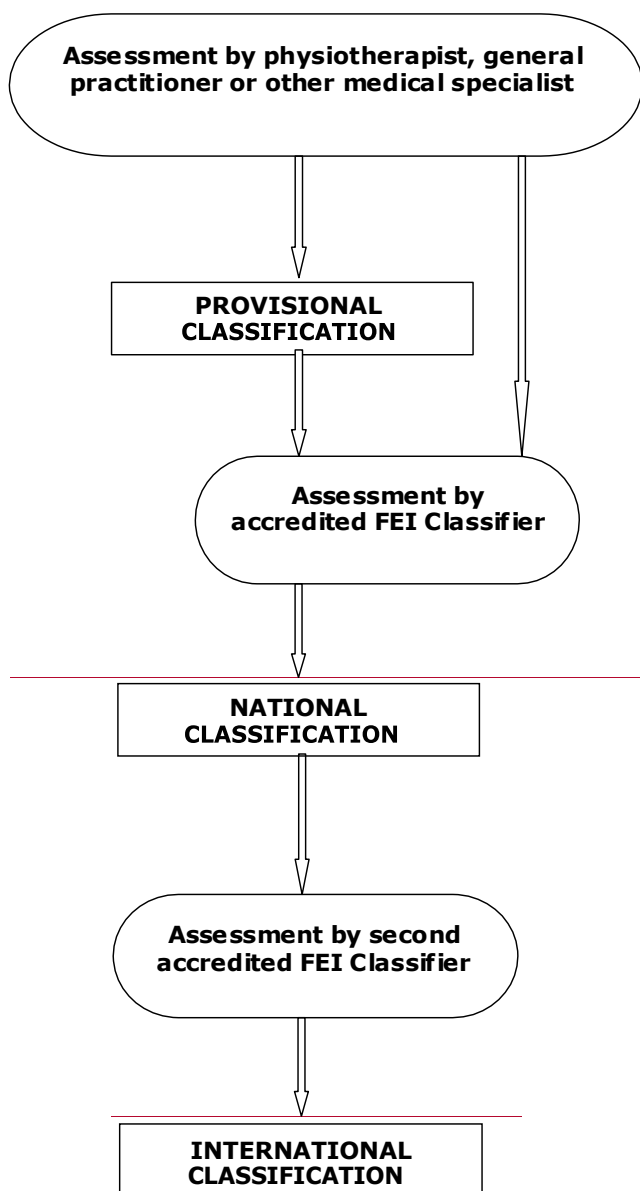 Assessment by physiotherapist, general
practitioner or other medical specialist
PROVISIONAL
CLASSIFICATION
Assessment by
accredited FEI Classifier
NATIONAL
CLASSIFICATION
Assessment by second
accredited FEI Classifier
INTERNATIONAL
CLASSIFICATION